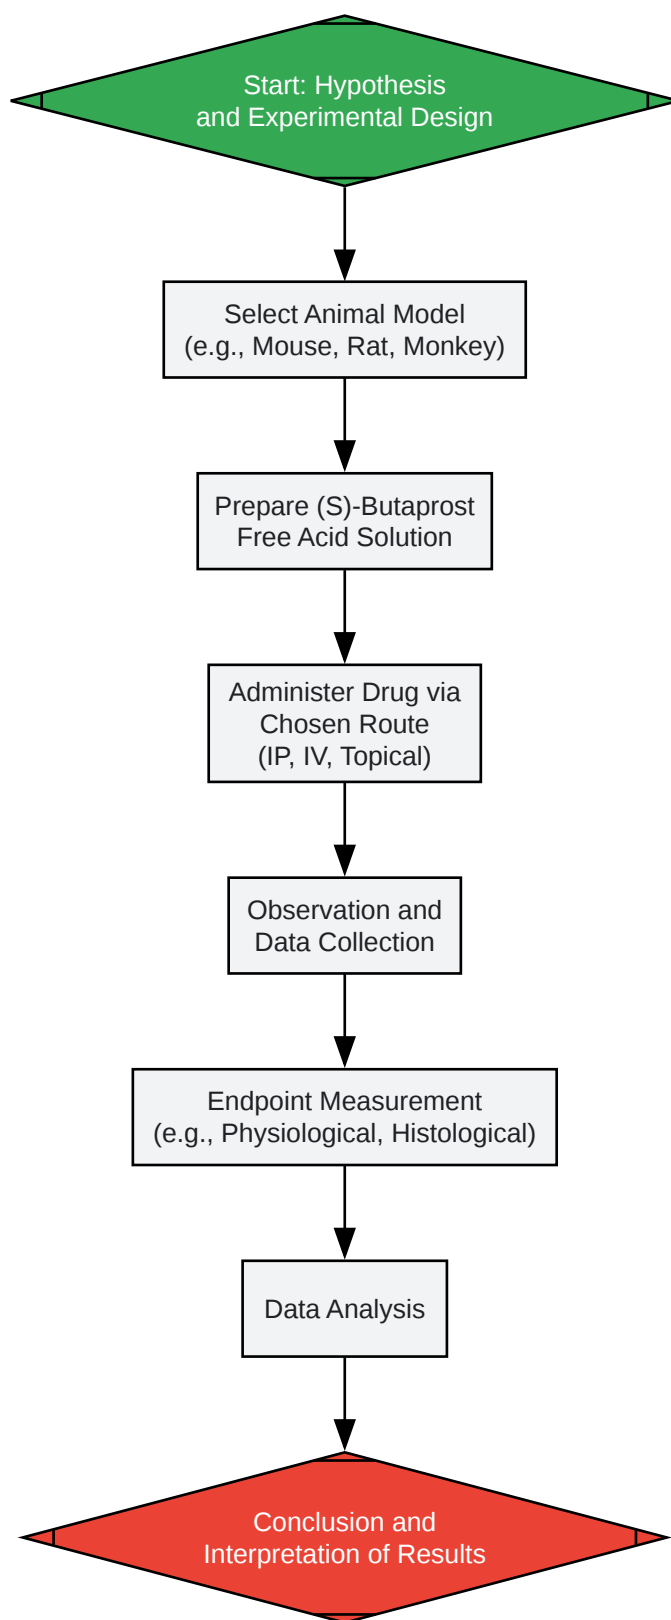 Start: Hypothesis
and Experimental Design
Select Animal Model
(e.g., Mouse, Rat, Monkey)
Prepare (S)-Butaprost
Free Acid Solution
Administer Drug via
Chosen Route
(IP, IV, Topical)
Observation and
Data Collection
Endpoint Measurement
(e.g., Physiological, Histological)
Data Analysis
Conclusion and
Interpretation of Results